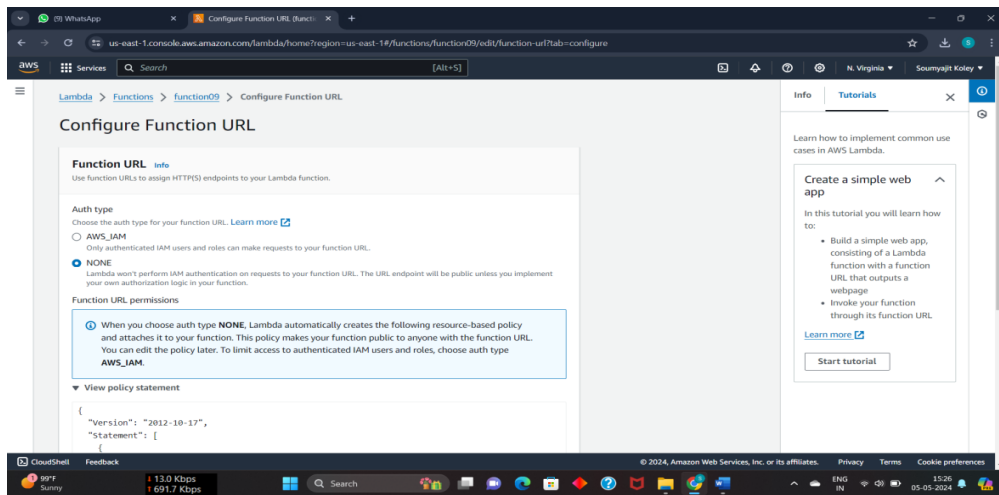 (9) WhatsApp
Configure Function URL (functi
us-east-1.console.aws.amazon.com/lambda/home?region=us-east-1#/functions/function09/edit/function-url?tab=configure
aws
Services
Search
[Alt+S]
N. Virginia
Soumyajit Koley
Lambda > Functions > function09 > Configure Function URL
Configure Function URL
Function URL Info
Use function URLs to assign HTTP(S) endpoints to your Lambda function.
Auth type
Choose the auth type for your function URL. Learn more
AWS_IAM
Only authenticated IAM users and roles can make requests to your function URL.
NONE
Lambda won't perform IAM authentication on requests to your function URL. The URL endpoint will be public unless you implement
your own authorization logic in your function.
Function URL permissions
When you choose auth type NONE, Lambda automatically creates the following resource-based policy
and attaches it to your function. This policy makes your function public to anyone with the function URL.
You can edit the policy later. To limit access to authenticated IAM users and roles, choose auth type
AWS_IAM.
View policy statement
{
"Version": "2012-10-17",
"Statement": [
{
Info
Tutorials
Learn how to implement common use
cases in AWS Lambda.
Create a simple web
app
In this tutorial you will learn how
to:
• Build a simple web app,
consisting of a Lambda
function with a function
URL that outputs a
webpage
• Invoke your function
through its function URL
Learn more
Start tutorial
CloudShell
Feedback
© 2024, Amazon Web Services, Inc. or its affiliates.
Privacy
Terms
Cookie preferences
1
99°F
Sunny
13.0 Kbps
691.7 Kbps
Search
ENG
IN
15:26
05-05-2024